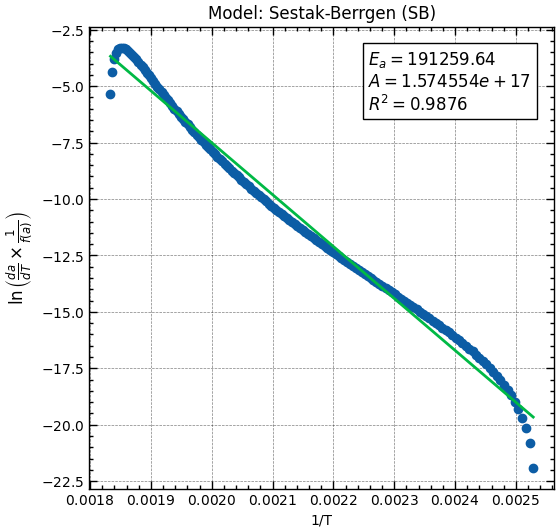 Model: Sestak-Berrgen (SB)
E_a = 191259.64
A = 1.574554e + 17
R^2 = 0.9876
−2.5
−5.0
−7.5
−10.0
−12.5
−15.0
−17.5
−20.0
−22.5
ln (da/dT × 1/f(a))
0.0018 0.0019 0.0020 0.0021 0.0022 0.0023 0.0024 0.0025
1/T